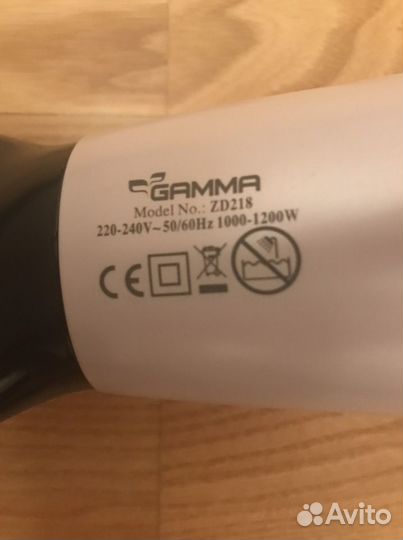 GAMMA
Model No.: ZD218
220-240V~50/60Hz 1000-1200W
CE
Avito